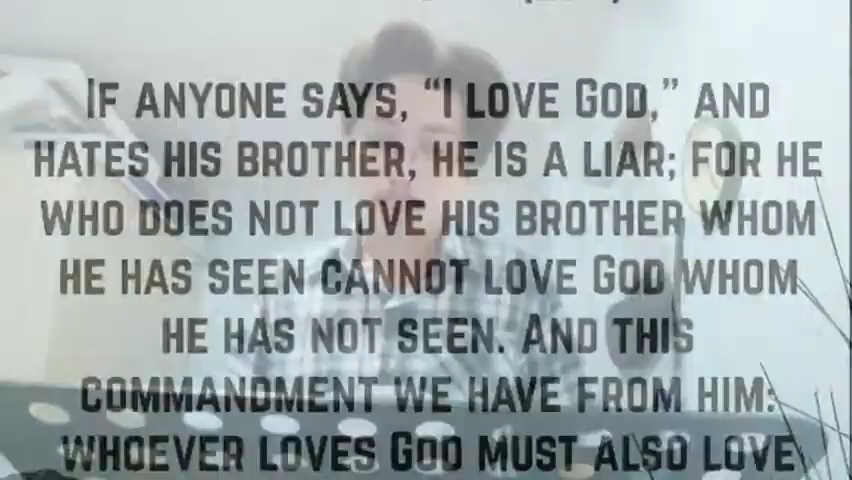 If anyone says, “I love God,” and
hates his brother, he is a liar; for he
who does not love his brother whom
he has seen cannot love God whom
he has not seen. And this
commandment we have from him:
whoever loves God must also love